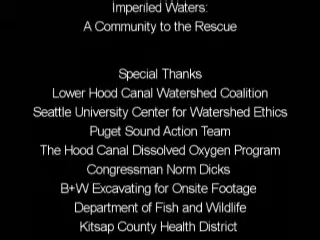 Imperiled Waters:
A Community to the Rescue
Special Thanks
Lower Hood Canal Watershed Coalition
Seattle University Center for Watershed Ethics
Puget Sound Action Team
The Hood Canal Dissolved Oxygen Program
Congressman Norm Dicks
B+W Excavating for Onsite Footage
Department of Fish and Wildlife
Kitsap County Health District